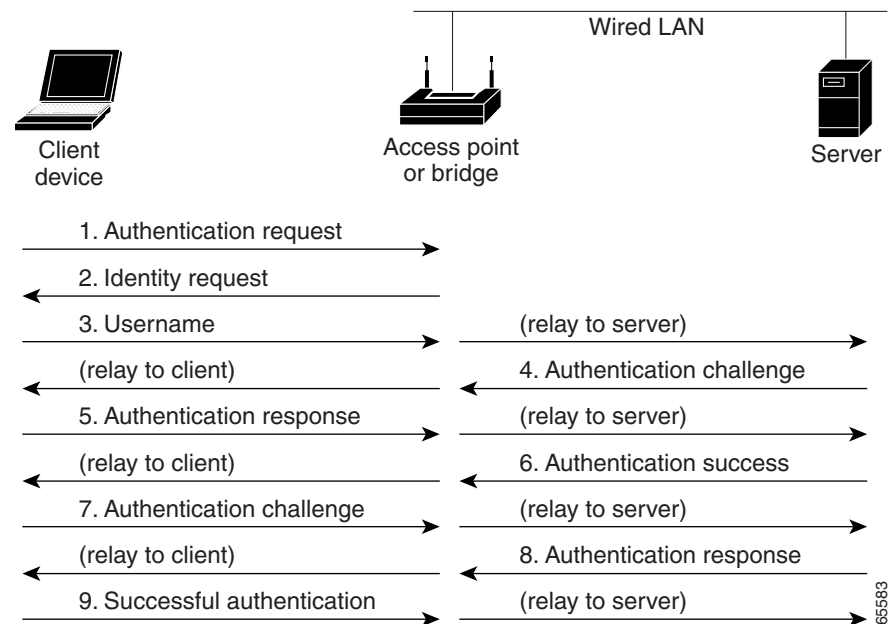 Wired LAN
Client
device
Access point
or bridge
Server
1. Authentication request
2. Identity request
3. Username
(relay to server)
(relay to client)
4. Authentication challenge
5. Authentication response
(relay to server)
(relay to client)
6. Authentication success
7. Authentication challenge
(relay to server)
(relay to client)
8. Authentication response
9. Successful authentication
(relay to server)
65583